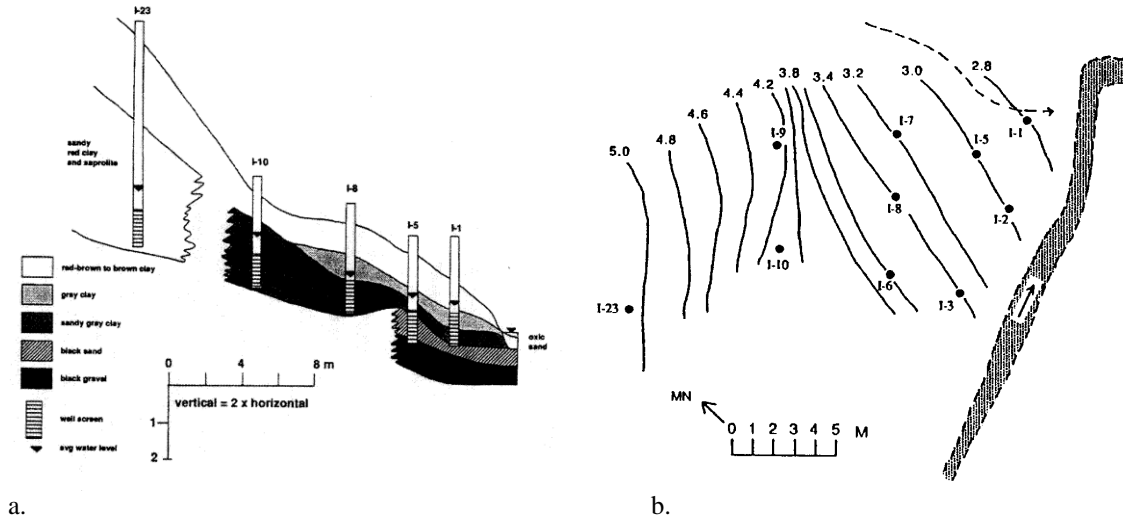 I-23
sandy
red clay
and saprolite
I-10
I-8
I-5
I-1
oxic
sand
red-brown to brown clay
gray clay
sandy gray clay
black sand
black gravel
well screen
avg water level
0
4
8 m
vertical = 2 x horizontal
1
2
a.
5.0
4.8
4.6
4.4
4.2
3.8
3.4
3.2
3.0
2.8
I-9
I-7
I-5
I-1
I-8
I-2
I-10
I-6
I-3
I-23
MN
0 1 2 3 4 5 M
b.